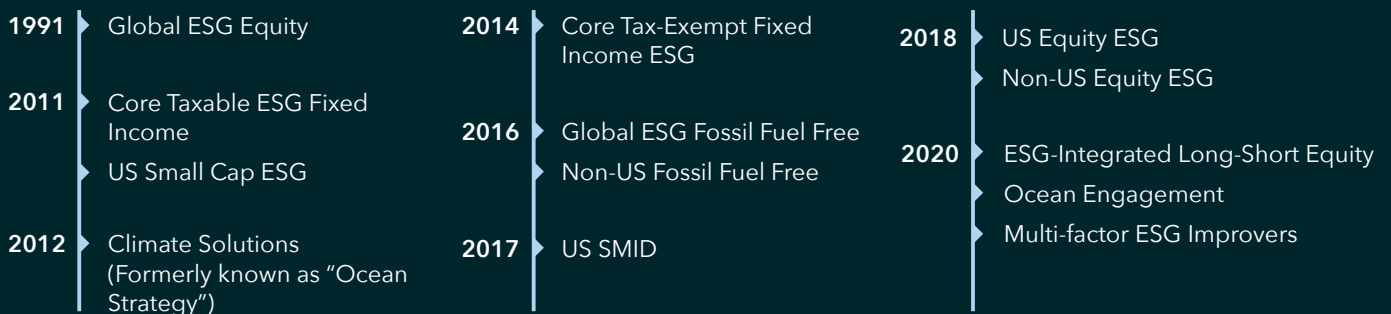 1991 Global ESG Equity
2011 Core Taxable ESG Fixed
Income
US Small Cap ESG
2012 Climate Solutions
(Formerly known as “Ocean
Strategy”)
2014 Core Tax-Exempt Fixed
Income ESG
2016 Global ESG Fossil Fuel Free
Non-US Fossil Fuel Free
2017 US SMID
2018 US Equity ESG
Non-US Equity ESG
2020 ESG-Integrated Long-Short Equity
Ocean Engagement
Multi-factor ESG Improvers